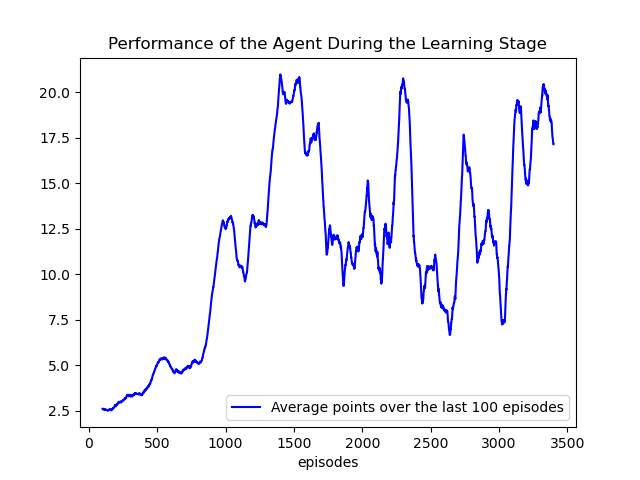 Performance of the Agent During the Learning Stage
20.0
17.5
15.0
12.5
10.0
7.5
5.0
2.5
Average points over the last 100 episodes
0 500 1000 1500 2000 2500 3000 3500
episodes